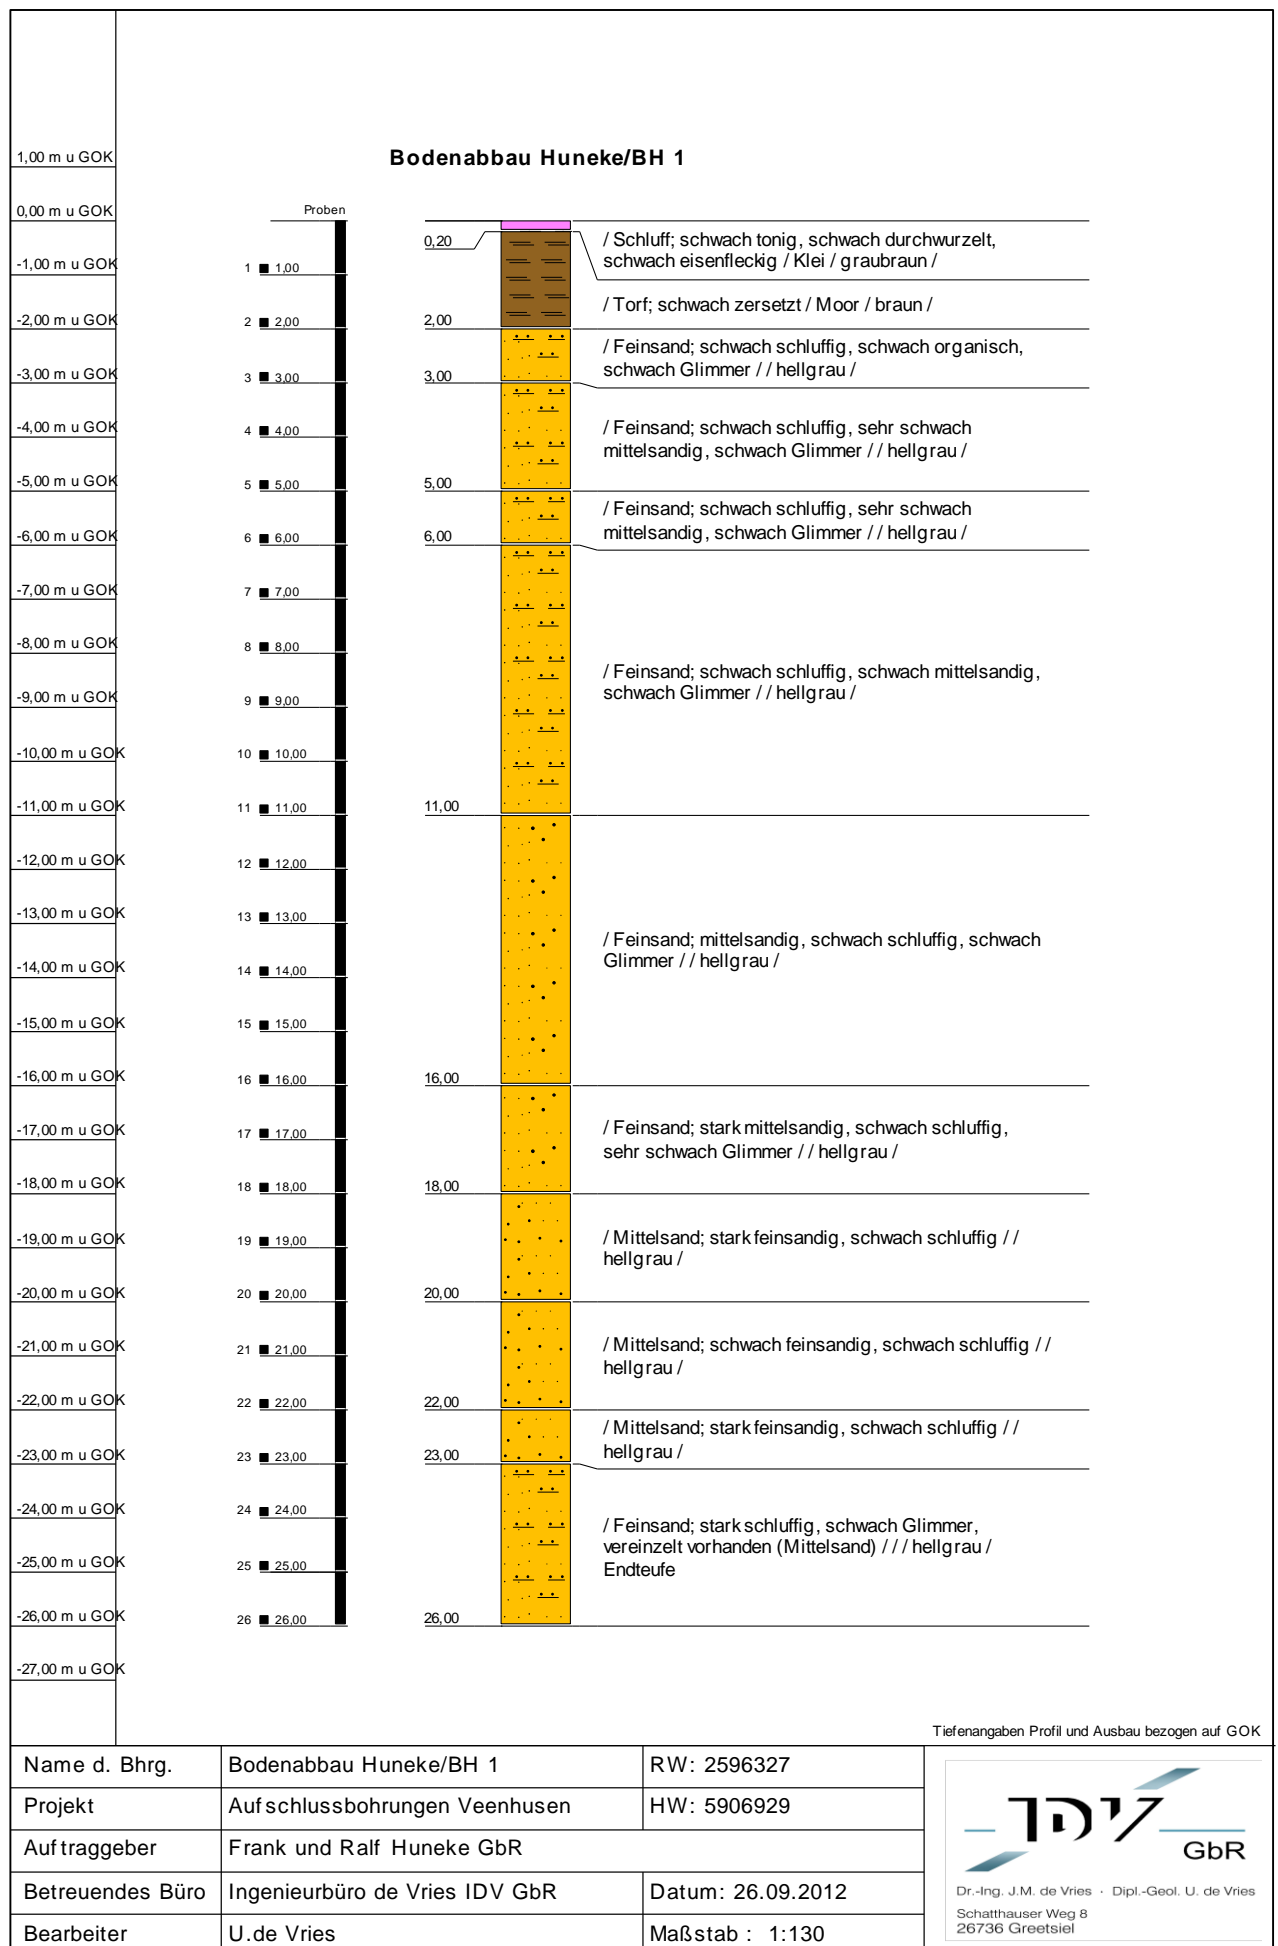 Bodenabbau Huneke/BH 1
1,00 m u GOK
0,00 m u GOK
-1,00 m u GOK
-2,00 m u GOK
-3,00 m u GOK
-4,00 m u GOK
-5,00 m u GOK
-6,00 m u GOK
-7,00 m u GOK
-8,00 m u GOK
-9,00 m u GOK
-10,00 m u GOK
-11,00 m u GOK
-12,00 m u GOK
-13,00 m u GOK
-14,00 m u GOK
-15,00 m u GOK
-16,00 m u GOK
-17,00 m u GOK
-18,00 m u GOK
-19,00 m u GOK
-20,00 m u GOK
-21,00 m u GOK
-22,00 m u GOK
-23,00 m u GOK
-24,00 m u GOK
-25,00 m u GOK
-26,00 m u GOK
-27,00 m u GOK
Proben
1 1,00
2 2,00
3 3,00
4 4,00
5 5,00
6 6,00
7 7,00
8 8,00
9 9,00
10 10,00
11 11,00
12 12,00
13 13,00
14 14,00
15 15,00
16 16,00
17 17,00
18 18,00
19 19,00
20 20,00
21 21,00
22 22,00
23 23,00
24 24,00
25 25,00
26 26,00
0,20
2,00
3,00
5,00
6,00
11,00
16,00
18,00
20,00
22,00
23,00
26,00
/ Schluff; schwach tonig, schwach durchwurzelt,
schwach eisenfleckig / Klei / graubraun /
/ Torf; schwach zersetzt / Moor / braun /
/ Feinsand; schwach schluffig, schwach organisch,
schwach Glimmer / / hellgrau /
/ Feinsand; schwach schluffig, sehr schwach
mittelsandig, schwach Glimmer / / hellgrau /
/ Feinsand; schwach schluffig, sehr schwach
mittelsandig, schwach Glimmer / / hellgrau /
/ Feinsand; schwach schluffig, schwach mittelsandig,
schwach Glimmer / / hellgrau /
/ Feinsand; mittelsandig, schwach schluffig, schwach
Glimmer / / hellgrau /
/ Feinsand; stark mittelsandig, schwach schluffig,
sehr schwach Glimmer / / hellgrau /
/ Mittelsand; stark feinsandig, schwach schluffig / /
hellgrau /
/ Mittelsand; schwach feinsandig, schwach schluffig / /
hellgrau /
/ Mittelsand; stark feinsandig, schwach schluffig / /
hellgrau /
/ Feinsand; stark schluffig, schwach Glimmer,
vereinzelt vorhanden (Mittelsand) / / / hellgrau /
Endteufe
Tiefenangaben Profil und Ausbau bezogen auf GOK
Name d. Bhrg. Bodenabbau Huneke/BH 1 RW: 2596327
Projekt Aufschlussbohrungen Veenhusen HW: 5906929
Auftraggeber Frank und Ralf Huneke GbR
Betreuendes Büro Ingenieurbüro de Vries IDV GbR Datum: 26.09.2012
Bearbeiter U.de Vries Maßstab : 1:130
IDV
GbR
Dr.-Ing. J.M. de Vries · Dipl.-Geol. U. de Vries
Schatthauser Weg 8
26736 Greetsiel